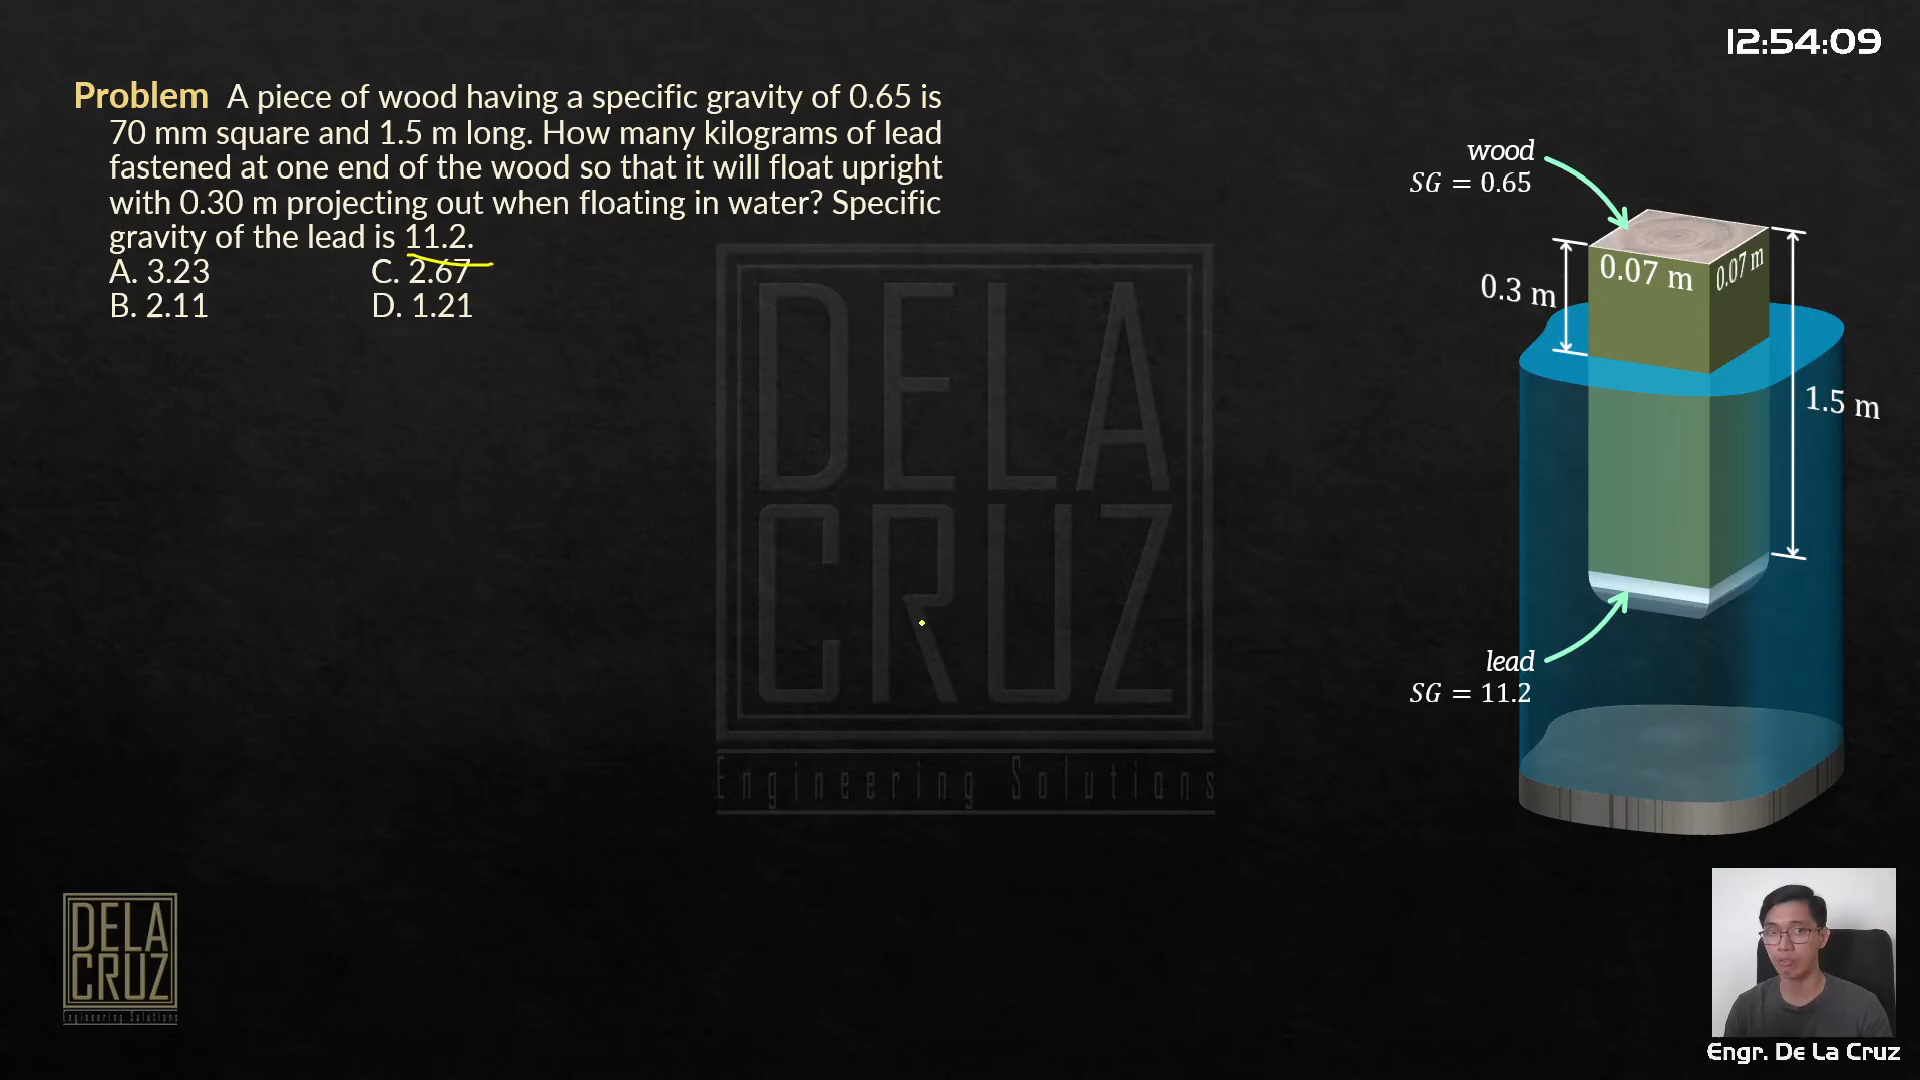 12:54:09
Problem A piece of wood having a specific gravity of 0.65 is
70 mm square and 1.5 m long. How many kilograms of lead
fastened at one end of the wood so that it will float upright
with 0.30 m projecting out when floating in water? Specific
gravity of the lead is 11.2.
A. 3.23 C. 2.67
B. 2.11 D. 1.21
wood
SG = 0.65
0.07 m
0.07 m
0.3 m
1.5 m
lead
SG = 11.2
DELA
CRUZ
Engineering Solutions
DELA
CRUZ
Engineering Solutions
Engr. De La Cruz